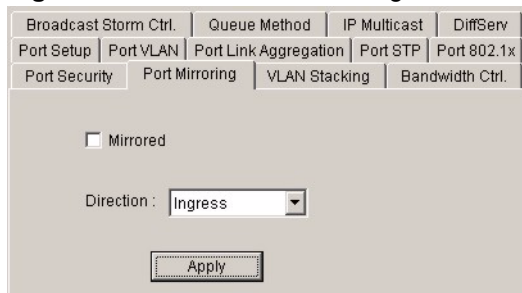 Broadcast Storm Ctrl. Queue Method IP Multicast DiffServ
Port Setup Port VLAN Port Link Aggregation Port STP Port 802.1x
Port Security Port Mirroring VLAN Stacking Bandwidth Ctrl.
Mirrored
Direction : Ingress
Apply